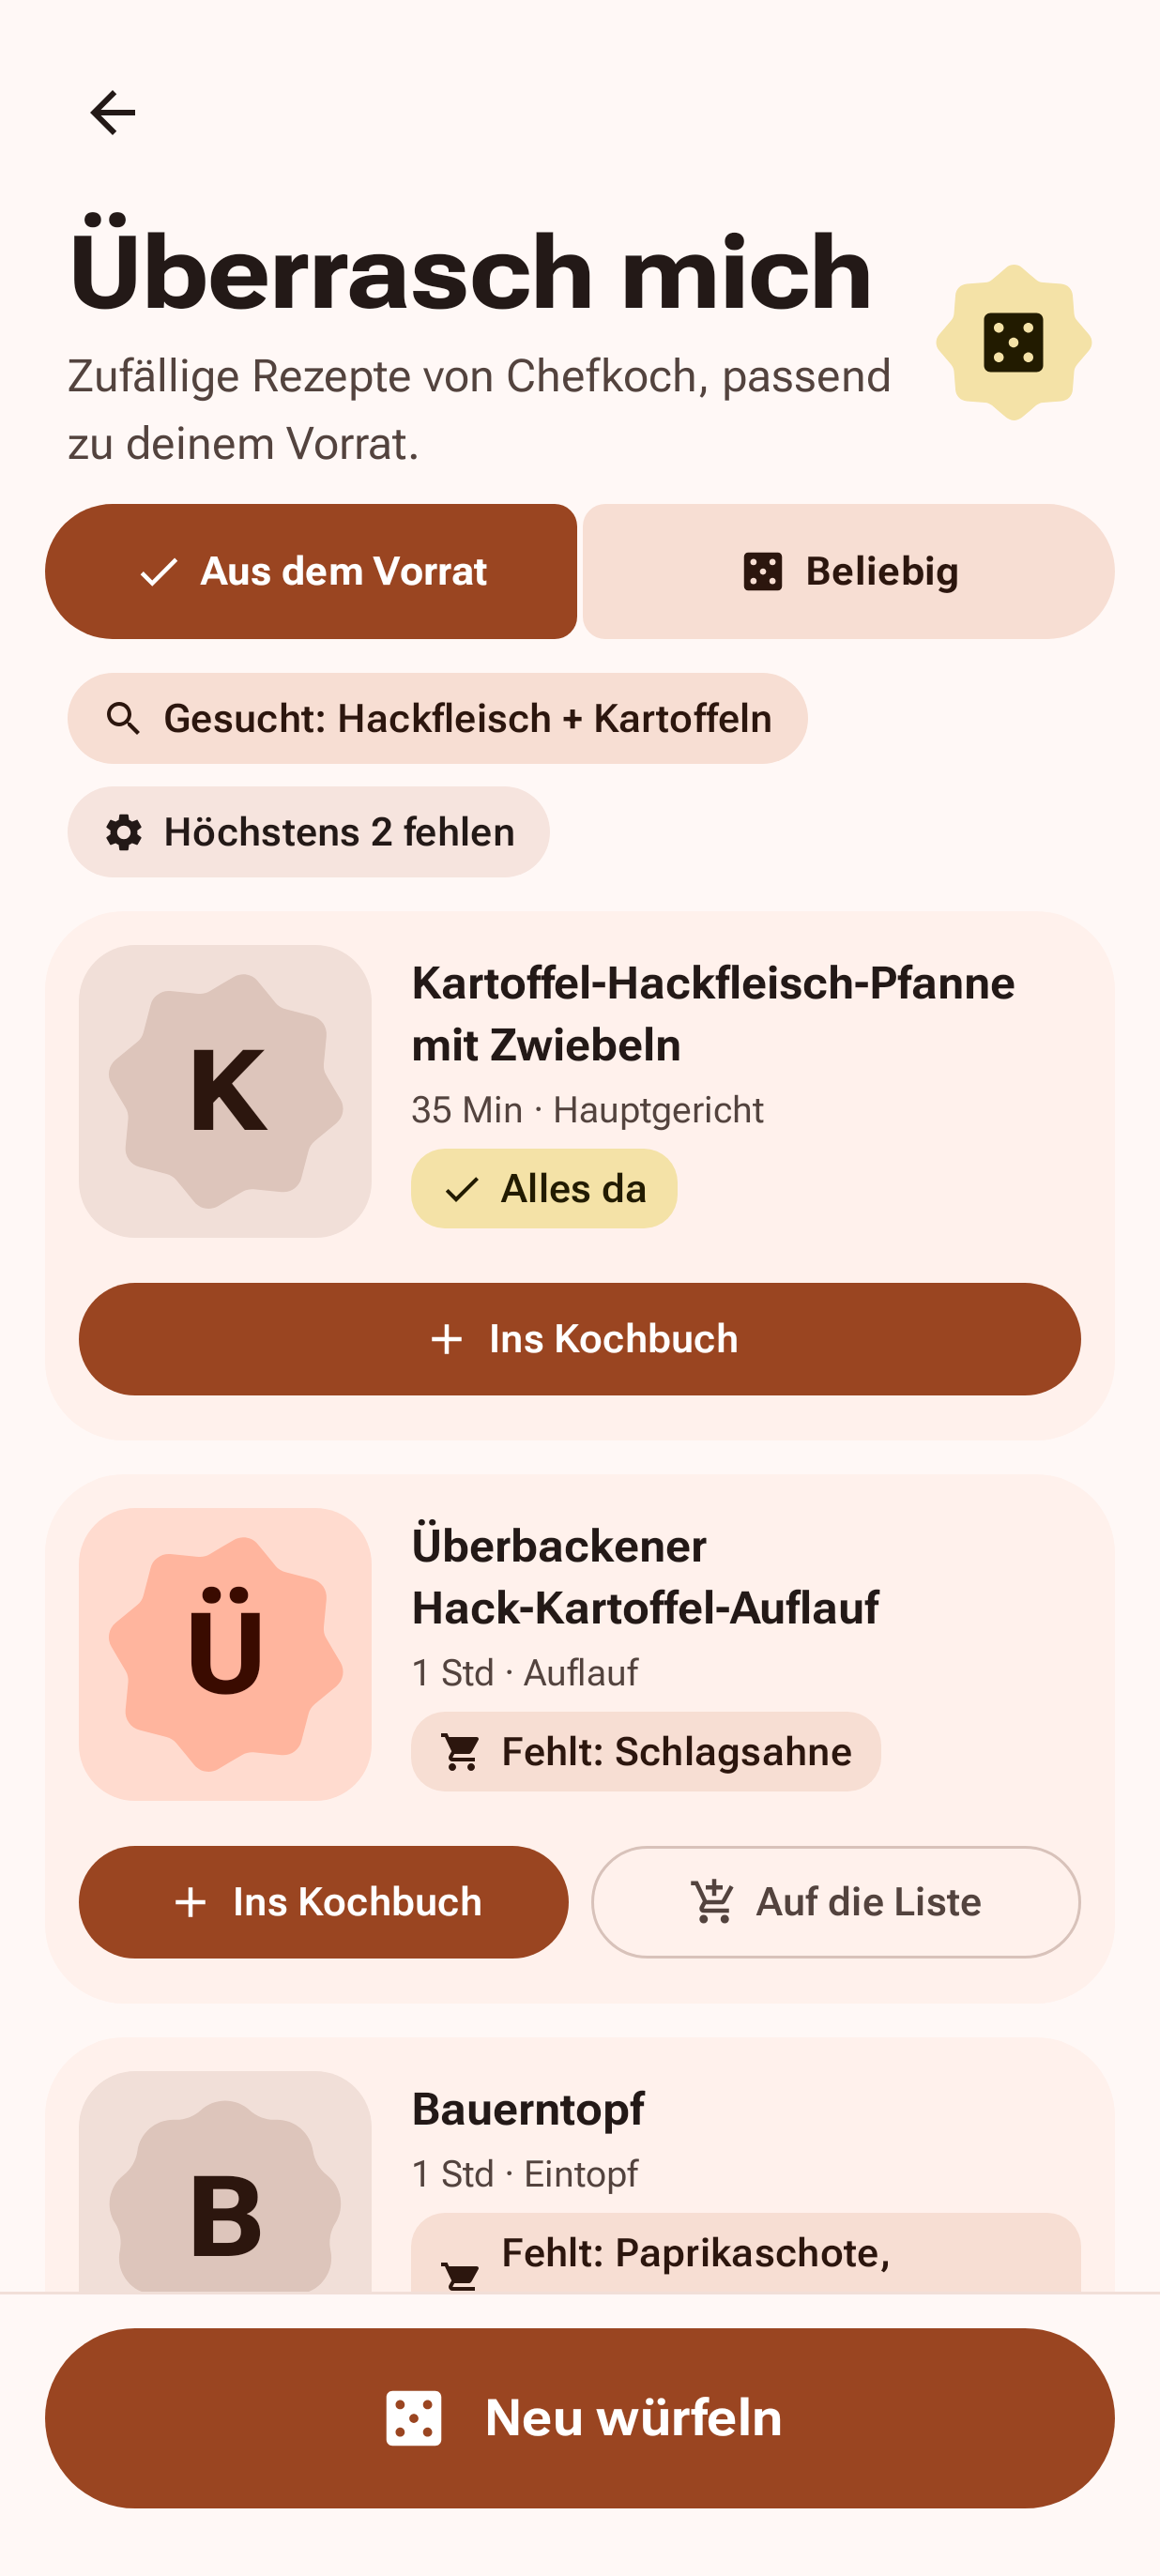 Überrasch mich
Zufällige Rezepte von Chefkoch, passend
zu deinem Vorrat.
Aus dem Vorrat
Beliebig
Gesucht: Hackfleisch + Kartoffeln
Höchstens 2 fehlen
K
Kartoffel-Hackfleisch-Pfanne
mit Zwiebeln
35 Min · Hauptgericht
Alles da
Ins Kochbuch
Ü
Überbackener
Hack-Kartoffel-Auflauf
1 Std · Auflauf
Fehlt: Schlagsahne
Ins Kochbuch
Auf die Liste
B
Bauerntopf
1 Std · Eintopf
Fehlt: Paprikaschote,
Neu würfeln